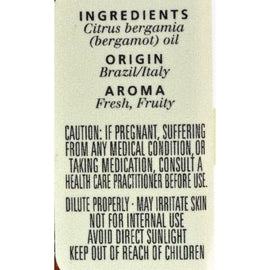 INGREDIENTS
Citrus bergamia
(bergamot) oil
ORIGIN
Brazil/Italy
AROMA
Fresh, Fruity
CAUTION: IF PREGNANT, SUFFERING
FROM ANY MEDICAL CONDITION, OR
TAKING MEDICATION, CONSULT A
HEALTH CARE PRACTITIONER BEFORE USE.
DILUTE PROPERLY · MAY IRRITATE SKIN
NOT FOR INTERNAL USE
AVOID DIRECT SUNLIGHT
KEEP OUT OF REACH OF CHILDREN